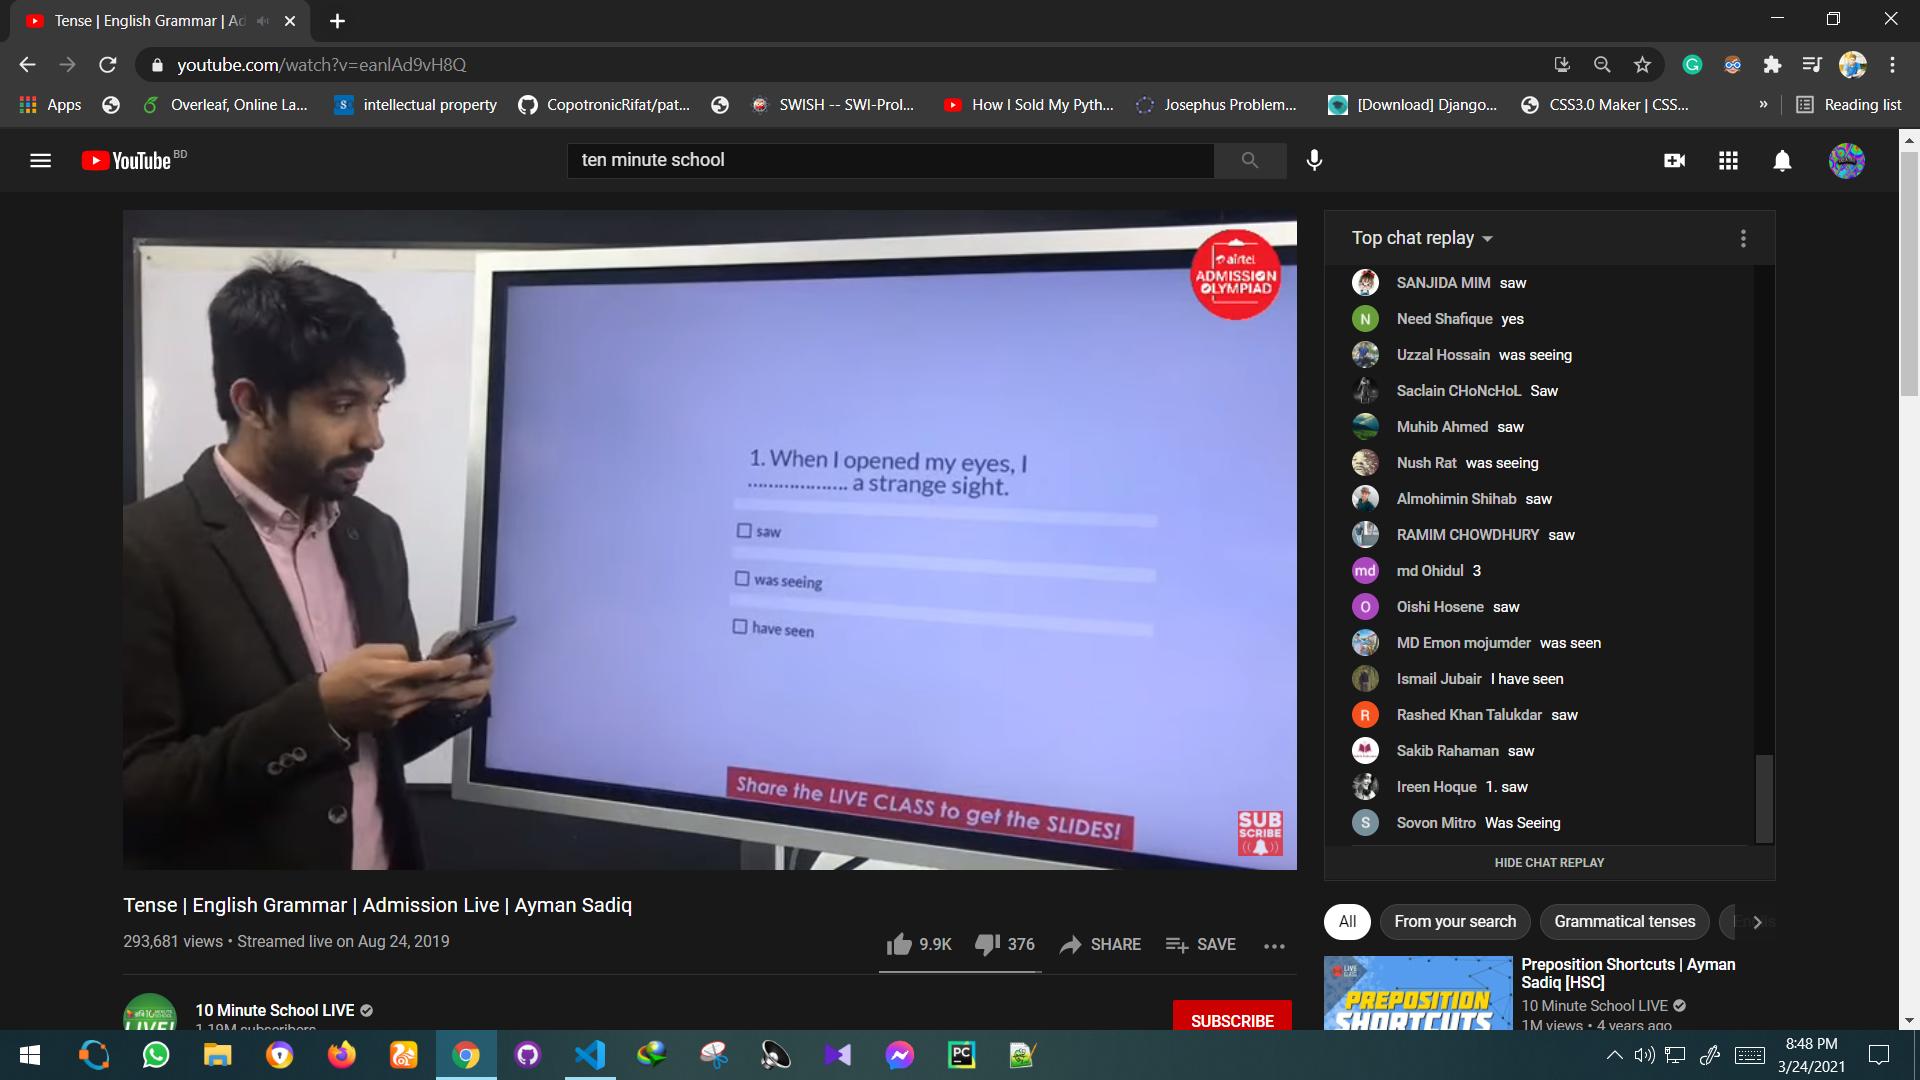 Tense | English Grammar | Ad
youtube.com/watch?v=eanlAd9vH8Q
Apps
Overleaf, Online La...
intellectual property
CopotronicRifat/pat...
SWISH -- SWI-Prol...
How I Sold My Pyth...
Josephus Problem...
[Download] Django...
CSS3.0 Maker | CSS...
»
Reading list
YouTube BD
ten minute school
airtel
ADMISSION
OLYMPIAD
1. When I opened my eyes, I
.................. a strange sight.
saw
was seeing
have seen
Share the LIVE CLASS to get the SLIDES!
SUB
SCRIBE
Top chat replay
SANJIDA MIM saw
Need Shafique yes
Uzzal Hossain was seeing
Saclain CHoNcHoL Saw
Muhib Ahmed saw
Nush Rat was seeing
Almohimin Shihab saw
RAMIM CHOWDHURY saw
md Ohidul 3
Oishi Hosene saw
MD Emon mojumder was seen
Ismail Jubair I have seen
Rashed Khan Talukdar saw
Sakib Rahaman saw
Ireen Hoque 1. saw
Sovon Mitro Was Seeing
N
md
O
R
S
HIDE CHAT REPLAY
Tense | English Grammar | Admission Live | Ayman Sadiq
293,681 views • Streamed live on Aug 24, 2019
9.9K
376
SHARE
SAVE
10 Minute School LIVE
1.19M subscribers
SUBSCRIBE
LIVE!
All
From your search
Grammatical tenses
LIVE
PREPOSITION
SHORTCUTS
Preposition Shortcuts | Ayman
Sadiq [HSC]
10 Minute School LIVE
1M views • 4 years ago
PC
8:48 PM
3/24/2021